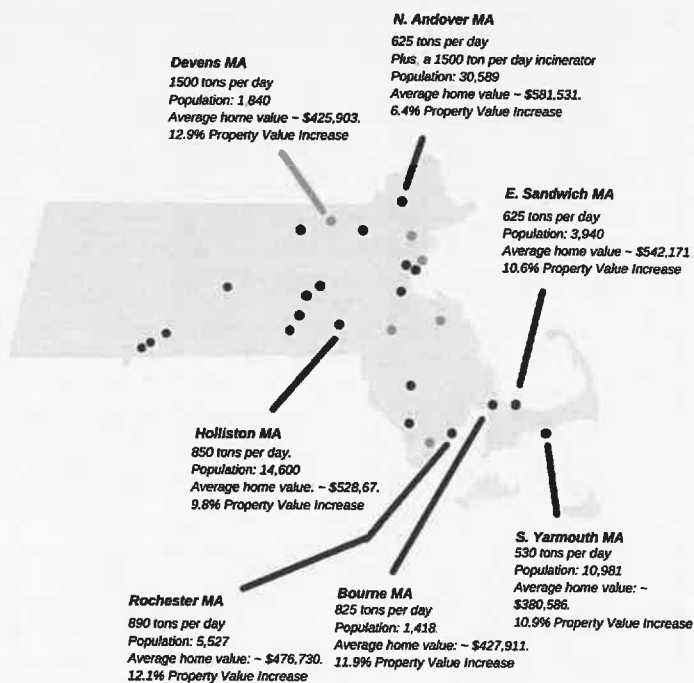 N. Andover MA
625 tons per day
Plus, a 1500 ton per day incinerator
Population: 30,589
Average home value ~ $581,531.
6.4% Property Value Increase
Devens MA
1500 tons per day
Population: 1,840
Average home value ~ $425,903.
12.9% Property Value Increase
E. Sandwich MA
625 tons per day
Population: 3,940
Average home value ~ $542,171
10.6% Property Value Increase
Holliston MA
850 tons per day.
Population: 14,600
Average home value. ~ $528,67.
9.8% Property Value Increase
S. Yarmouth MA
530 tons per day
Population: 10,981
Average home value: ~
$380,586.
10.9% Property Value Increase
Rochester MA
890 tons per day
Population: 5,527
Average home value: ~ $476,730.
12.1% Property Value Increase
Bourne MA
825 tons per day
Population: 1,418.
Average home value: ~ $427,911.
11.9% Property Value Increase